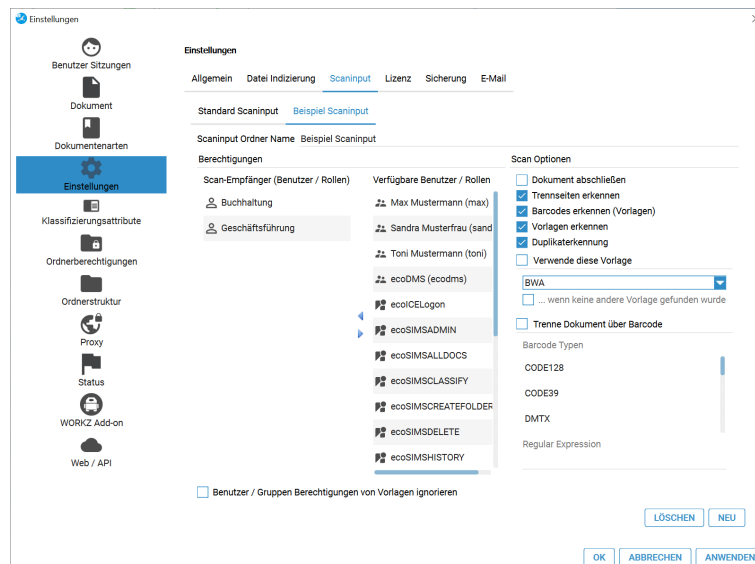 Einstellungen
Benutzer Sitzungen
Dokument
Dokumentenarten
Einstellungen
Klassifizierungsattribute
Ordnerberechtigungen
Ordnerstruktur
Proxy
Status
WORKZ Add-on
Web / API
Einstellungen
Allgemein Datei Indizierung Scaninput Lizenz Sicherung E-Mail
Standard Scaninput Beispiel Scaninput
Scaninput Ordner Name Beispiel Scaninput
Berechtigungen
Scan-Empfänger (Benutzer / Rollen)
Buchhaltung
Geschäftsführung
Verfügbare Benutzer / Rollen
Max Mustermann (max)
Sandra Musterfrau (sand
Toni Mustermann (toni)
ecoDMS (ecodms)
ecoICELogon
ecoSIMSADMIN
ecoSIMSALLDOCS
ecoSIMSCLASSIFY
ecoSIMSCREATEFOLDER
ecoSIMSDELETE
ecoSIMSHISTORY
Benutzer / Gruppen Berechtigungen von Vorlagen ignorieren
Scan Optionen
Dokument abschließen
Trennseiten erkennen
Barcodes erkennen (Vorlagen)
Vorlagen erkennen
Duplikaterkennung
Verwende diese Vorlage
BWA
... wenn keine andere Vorlage gefunden wurde
Trenne Dokument über Barcode
Barcode Typen
CODE128
CODE39
DMTX
Regular Expression
LÖSCHEN NEU
OK ABBRECHEN ANWENDEN